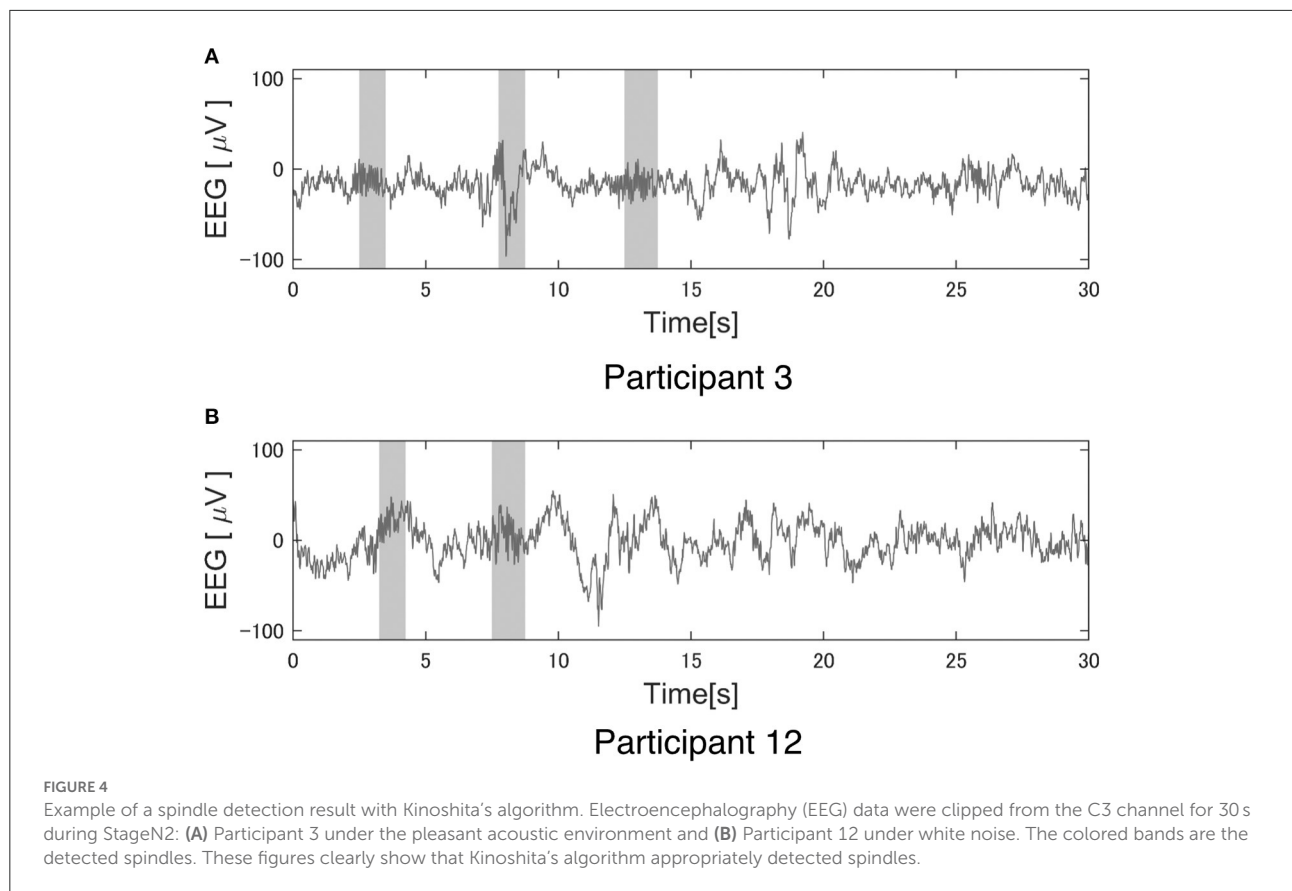 A
100
0
−100
EEG [ μV ]
0 5 10 15 20 25 30
Time[s]
Participant 3
B
100
0
−100
EEG [ μV ]
0 5 10 15 20 25 30
Time[s]
Participant 12
FIGURE 4
Example of a spindle detection result with Kinoshita’s algorithm. Electroencephalography (EEG) data were clipped from the C3 channel for 30 s
during StageN2: (A) Participant 3 under the pleasant acoustic environment and (B) Participant 12 under white noise. The colored bands are the
detected spindles. These figures clearly show that Kinoshita’s algorithm appropriately detected spindles.